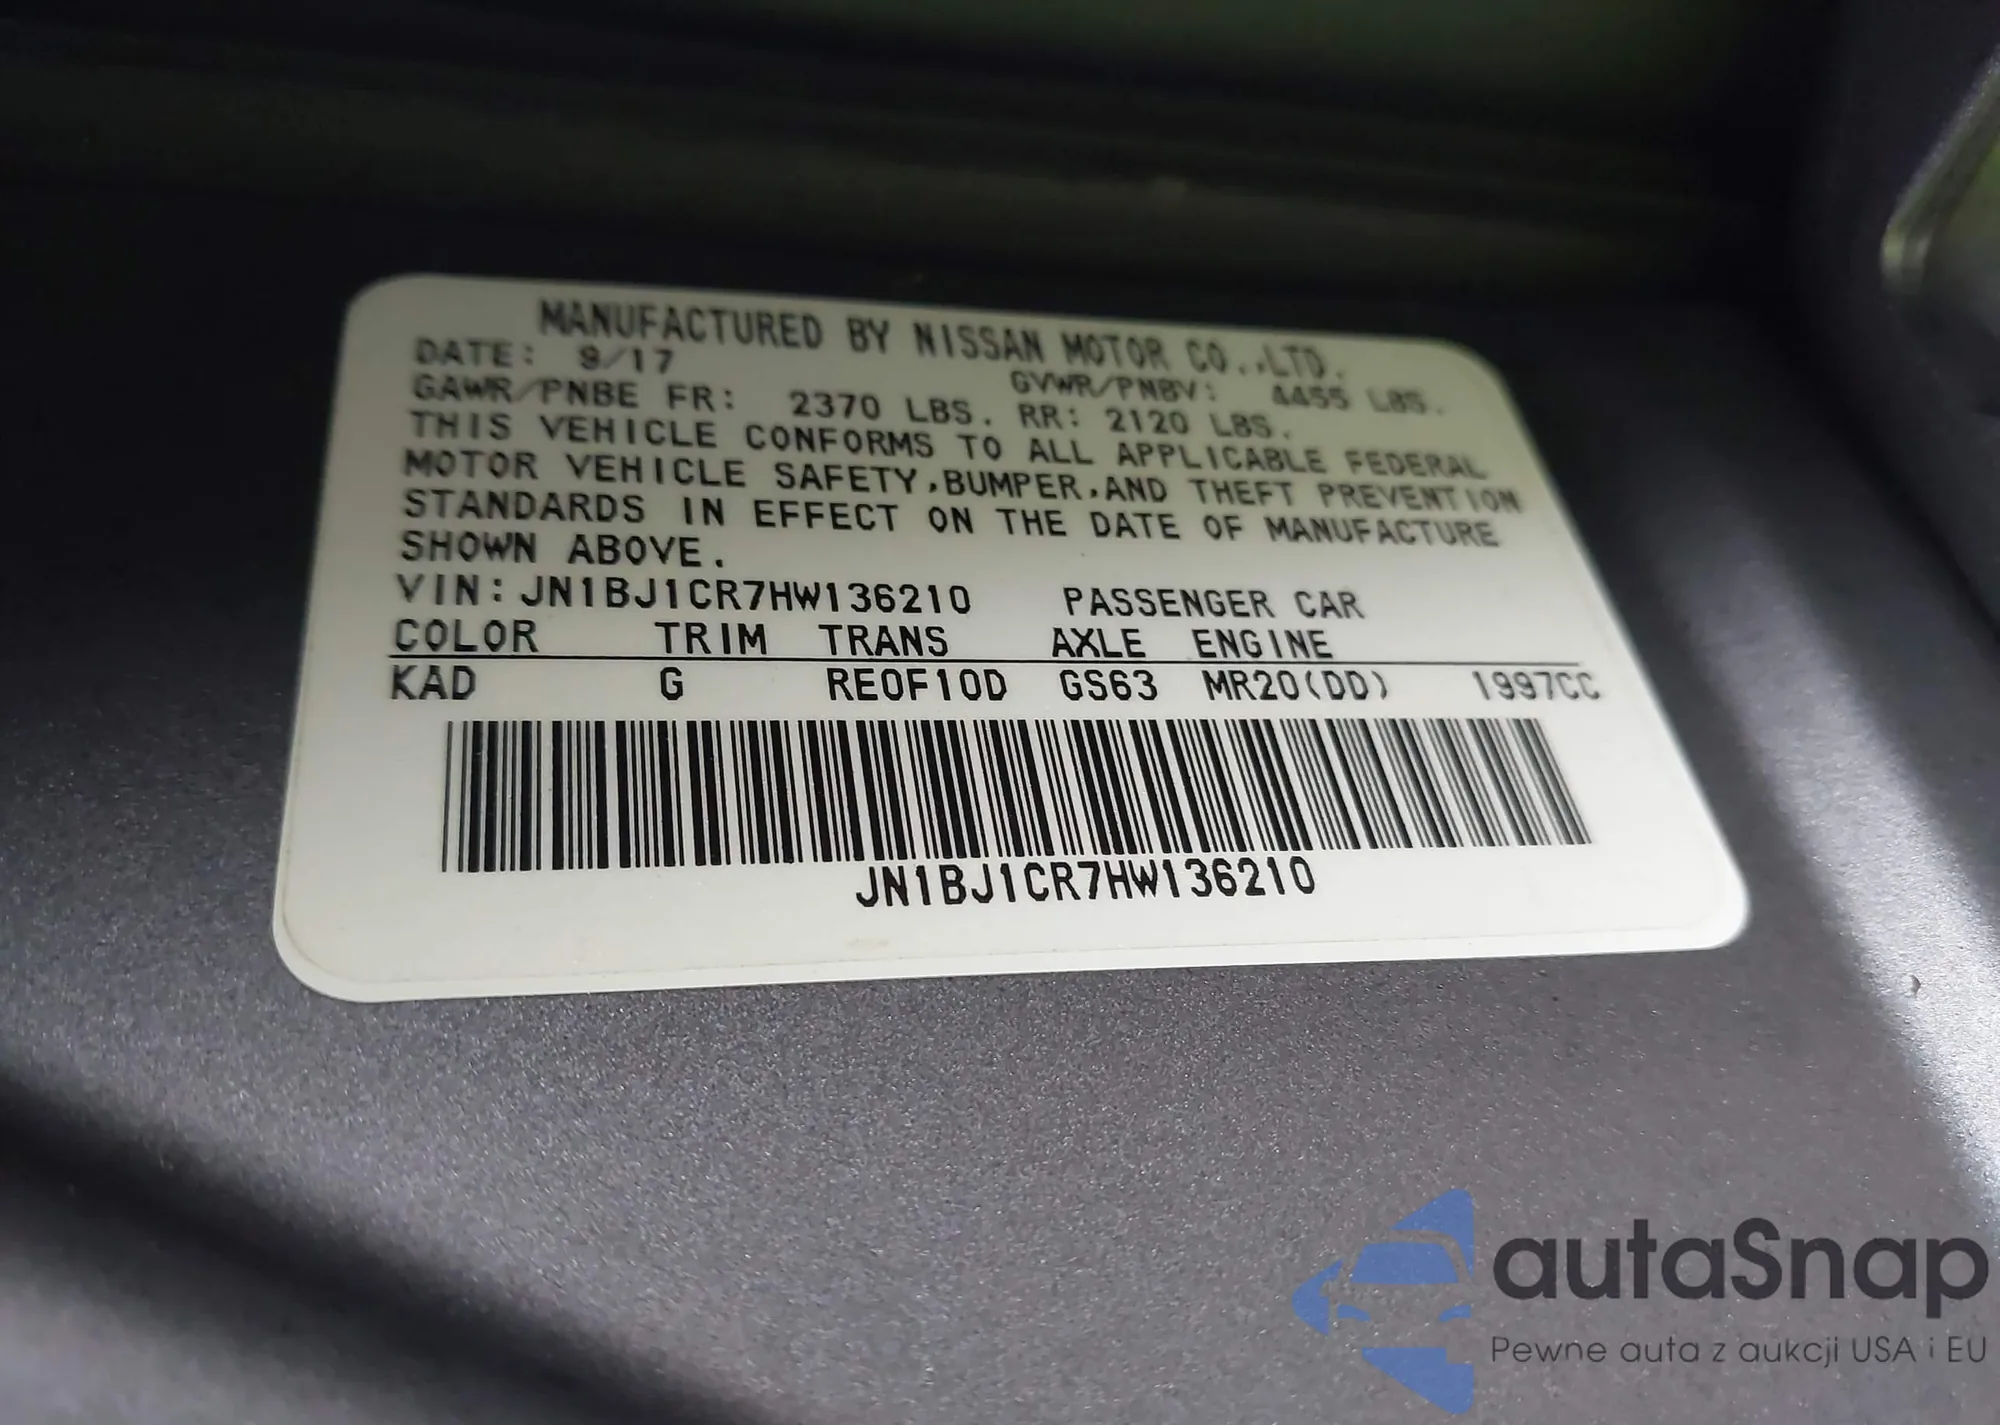 MANUFACTURED BY NISSAN MOTOR CO.,LTD.
DATE: 9/17 GVWR/PNBV: 4455 LBS.
GAWR/PNBE FR: 2370 LBS. RR: 2120 LBS.
THIS VEHICLE CONFORMS TO ALL APPLICABLE FEDERAL
MOTOR VEHICLE SAFETY,BUMPER,AND THEFT PREVENTION
STANDARDS IN EFFECT ON THE DATE OF MANUFACTURE
SHOWN ABOVE.
VIN: JN1BJ1CR7HW136210 PASSENGER CAR
COLOR TRIM TRANS AXLE ENGINE
KAD G RE0F10D GS63 MR20(DD) 1997CC
JN1BJ1CR7HW136210
autaSnap
Pewne auta z aukcji USA i EU